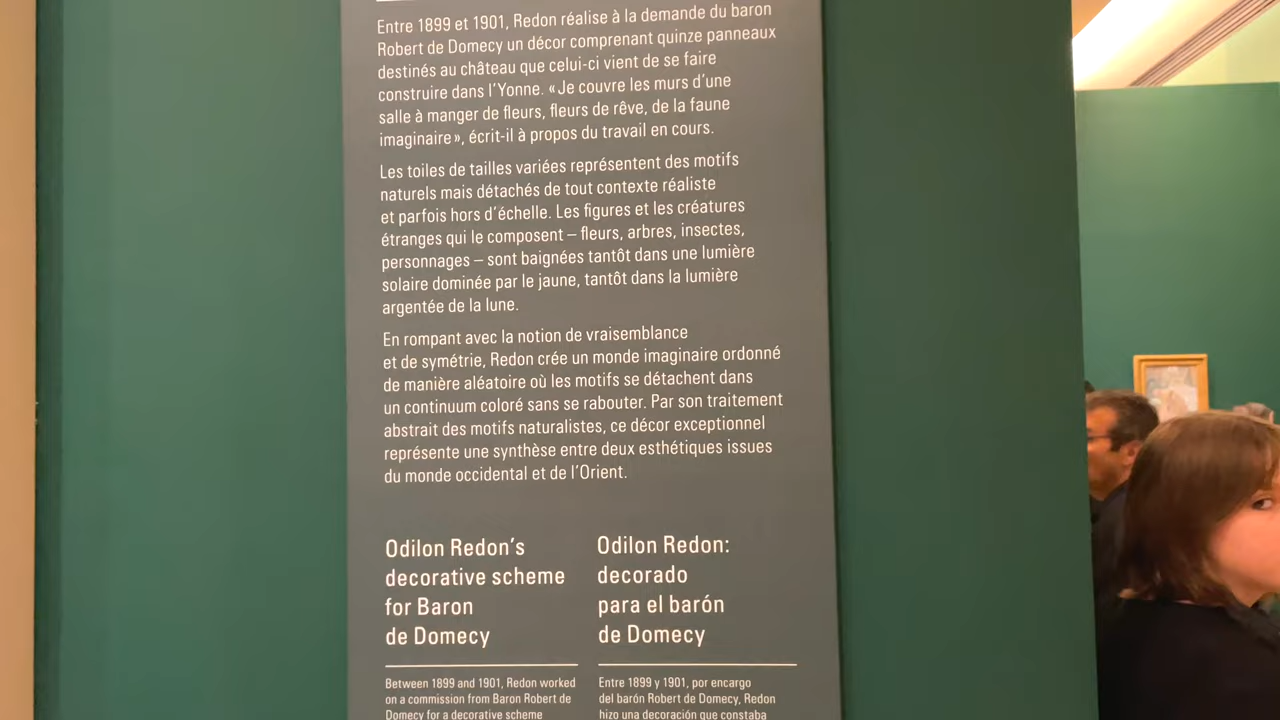 Entre 1899 et 1901, Redon réalise à la demande du baron
Robert de Domecy un décor comprenant quinze panneaux
destinés au château que celui-ci vient de se faire
construire dans l'Yonne. « Je couvre les murs d'une
salle à manger de fleurs, fleurs de rêve, de la faune
imaginaire », écrit-il à propos du travail en cours.
Les toiles de tailles variées représentent des motifs
naturels mais détachés de tout contexte réaliste
et parfois hors d'échelle. Les figures et les créatures
étranges qui le composent – fleurs, arbres, insectes,
personnages – sont baignées tantôt dans une lumière
solaire dominée par le jaune, tantôt dans la lumière
argentée de la lune.
En rompant avec la notion de vraisemblance
et de symétrie, Redon crée un monde imaginaire ordonné
de manière aléatoire où les motifs se détachent dans
un continuum coloré sans se rabouter. Par son traitement
abstrait des motifs naturalistes, ce décor exceptionnel
représente une synthèse entre deux esthétiques issues
du monde occidental et de l'Orient.
Odilon Redon's
decorative scheme
for Baron
de Domecy
Between 1899 and 1901, Redon worked
on a commission from Baron Robert de
Domecy for a decorative scheme
Odilon Redon:
decorado
para el barón
de Domecy
Entre 1899 y 1901, por encargo
del barón Robert de Domecy, Redon
hizo una decoración que constaba